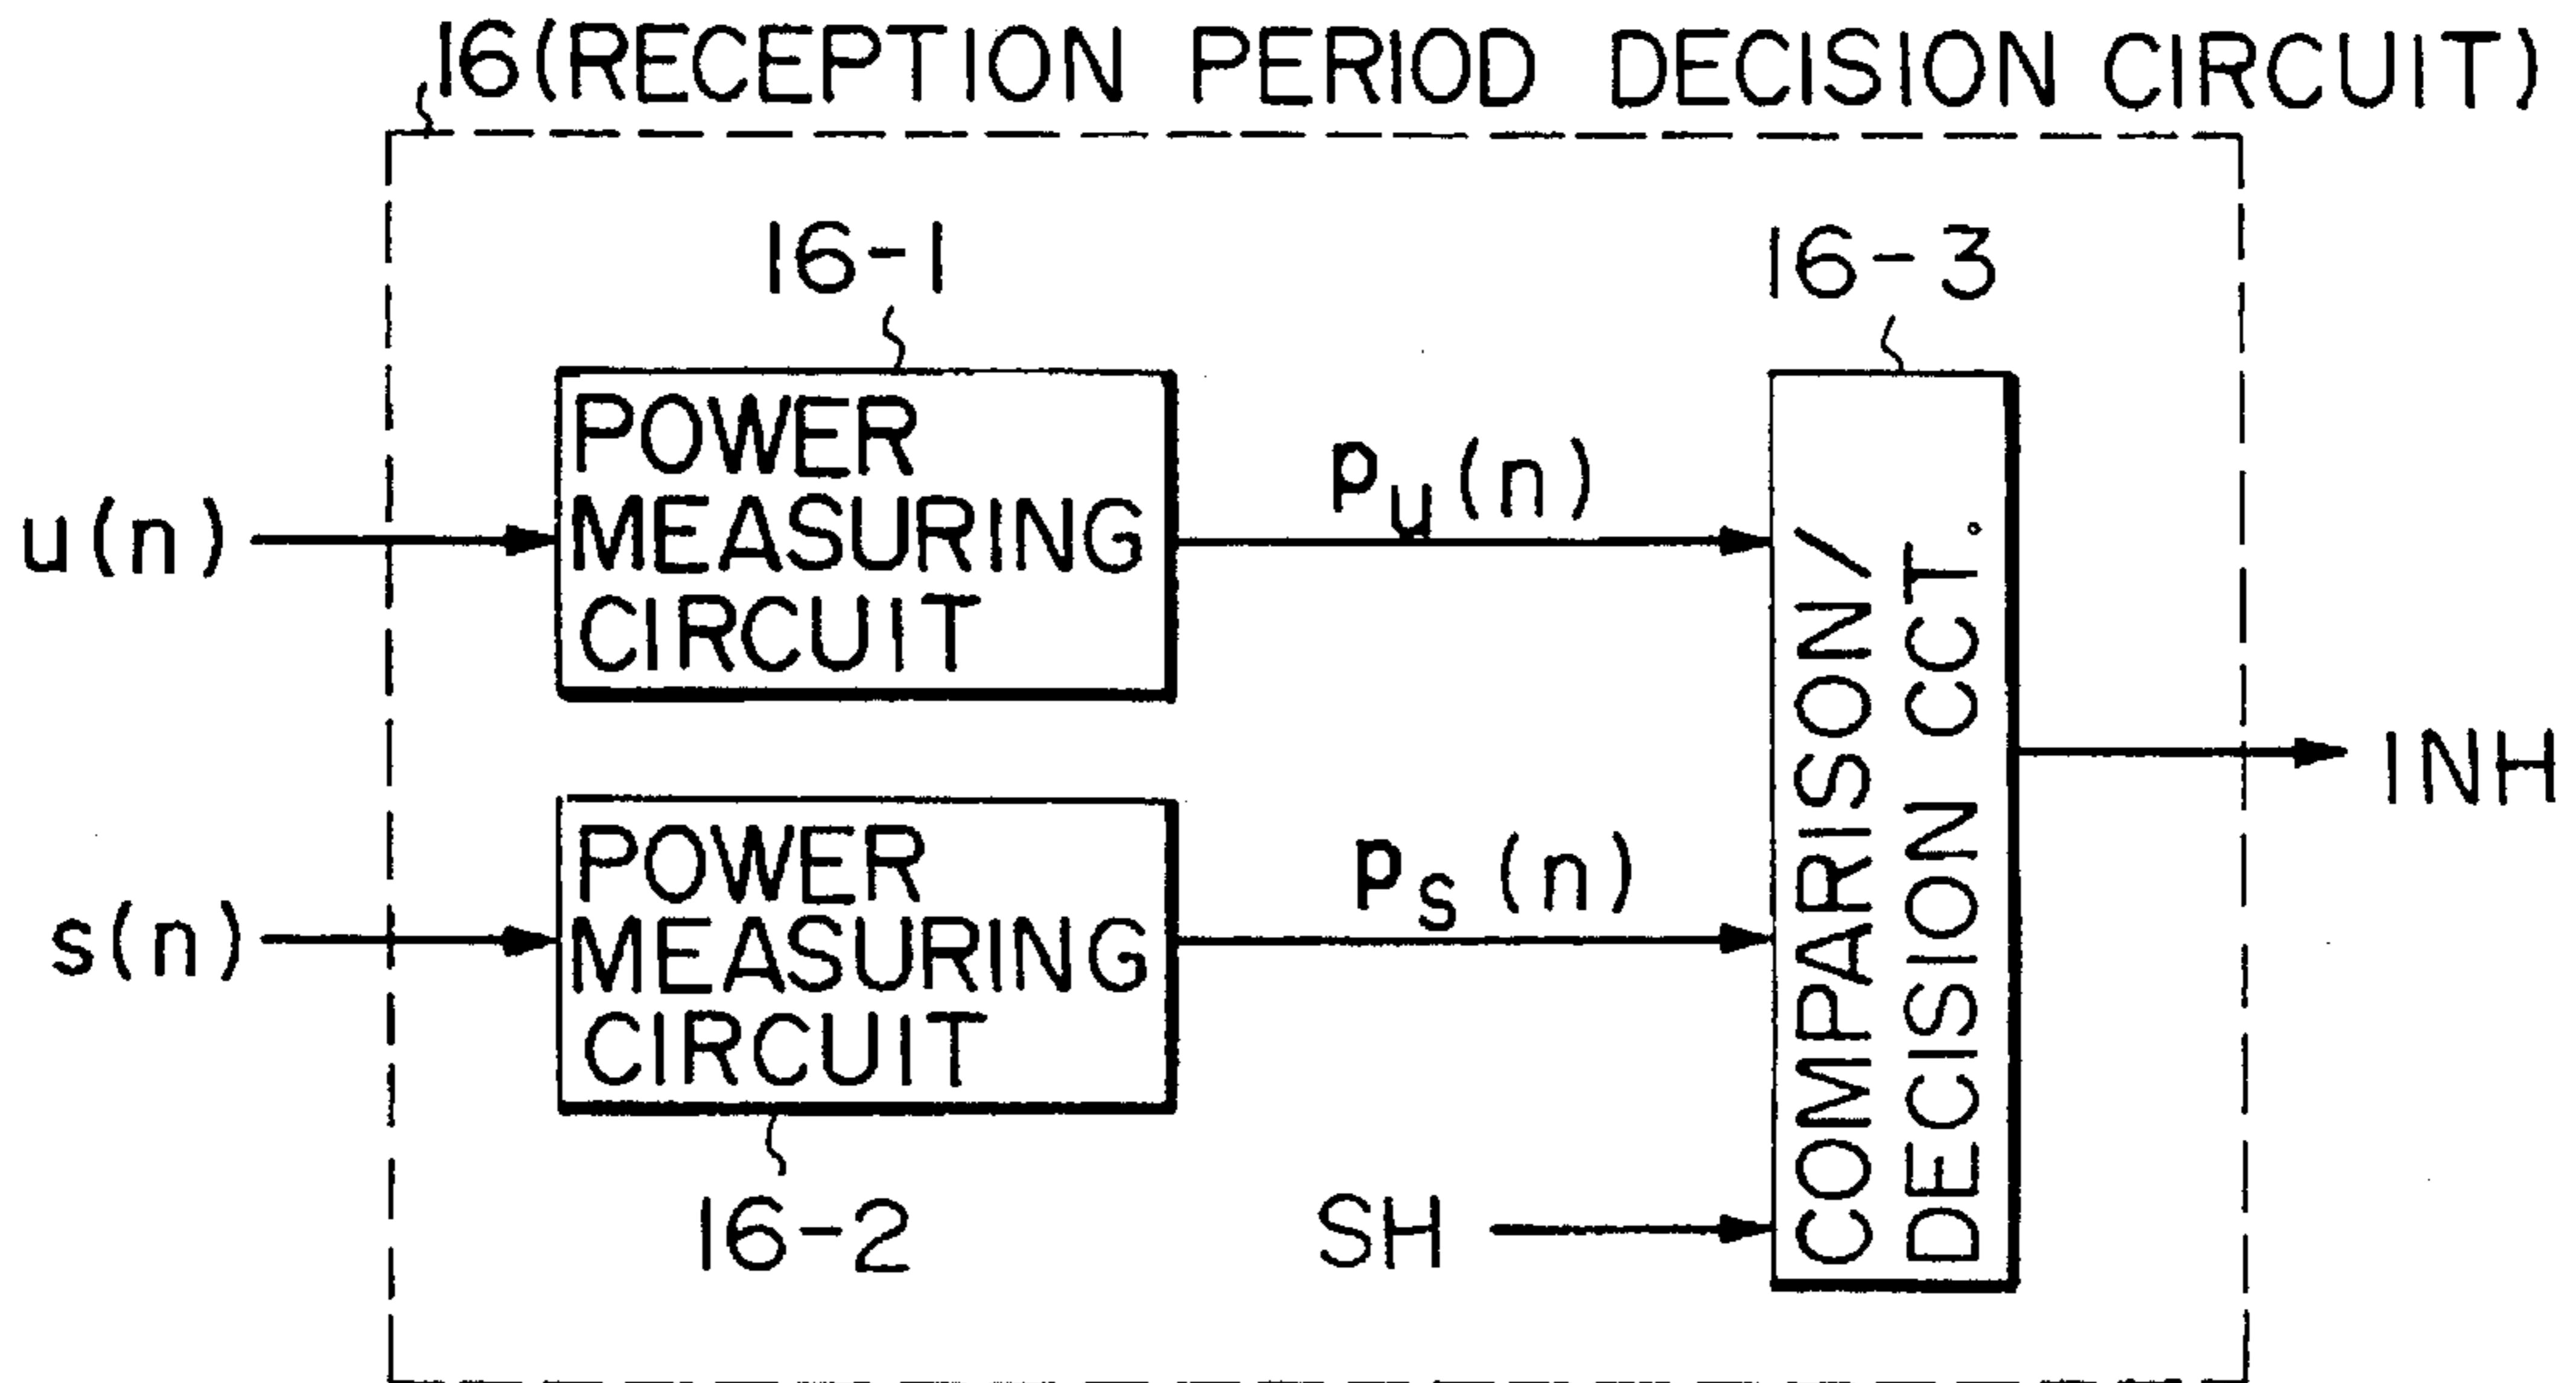 16(RECEPTION PERIOD DECISION CIRCUIT)
16-1
16-3
POWER
MEASURING
CIRCUIT
u(n)
pu(n)
COMPARISON/
DECISION CCT.
INH
POWER
MEASURING
CIRCUIT
s(n)
ps(n)
16-2
SH